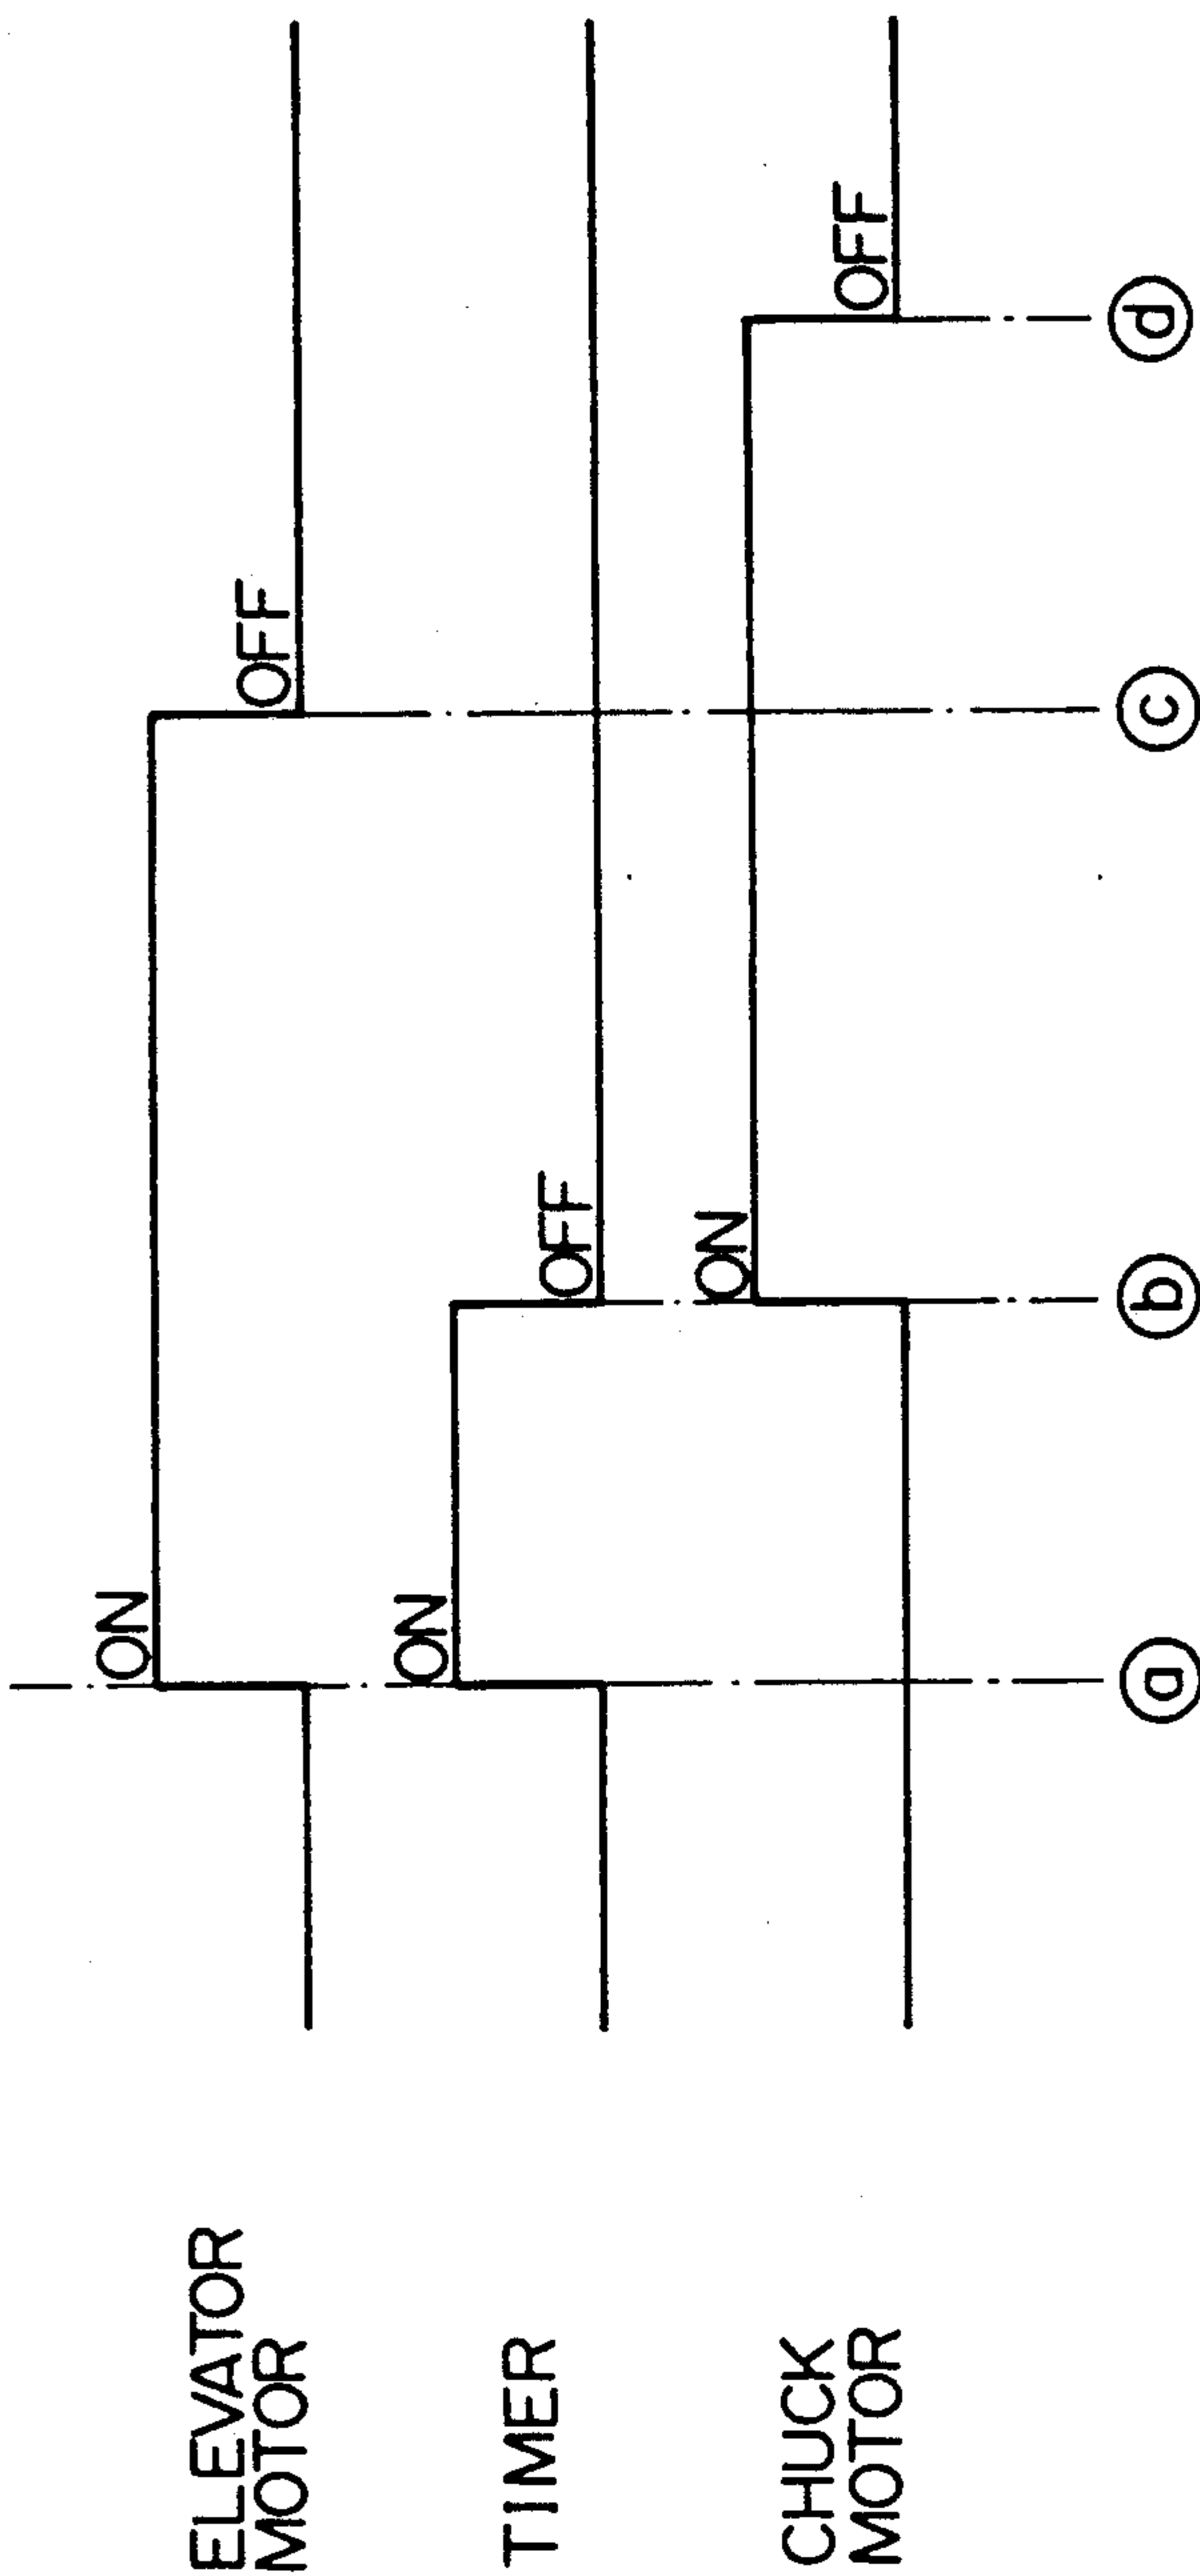 ELEVATOR
MOTOR
ON
OFF
TIMER
ON
OFF
CHUCK
MOTOR
ON
OFF
a
b
c
d